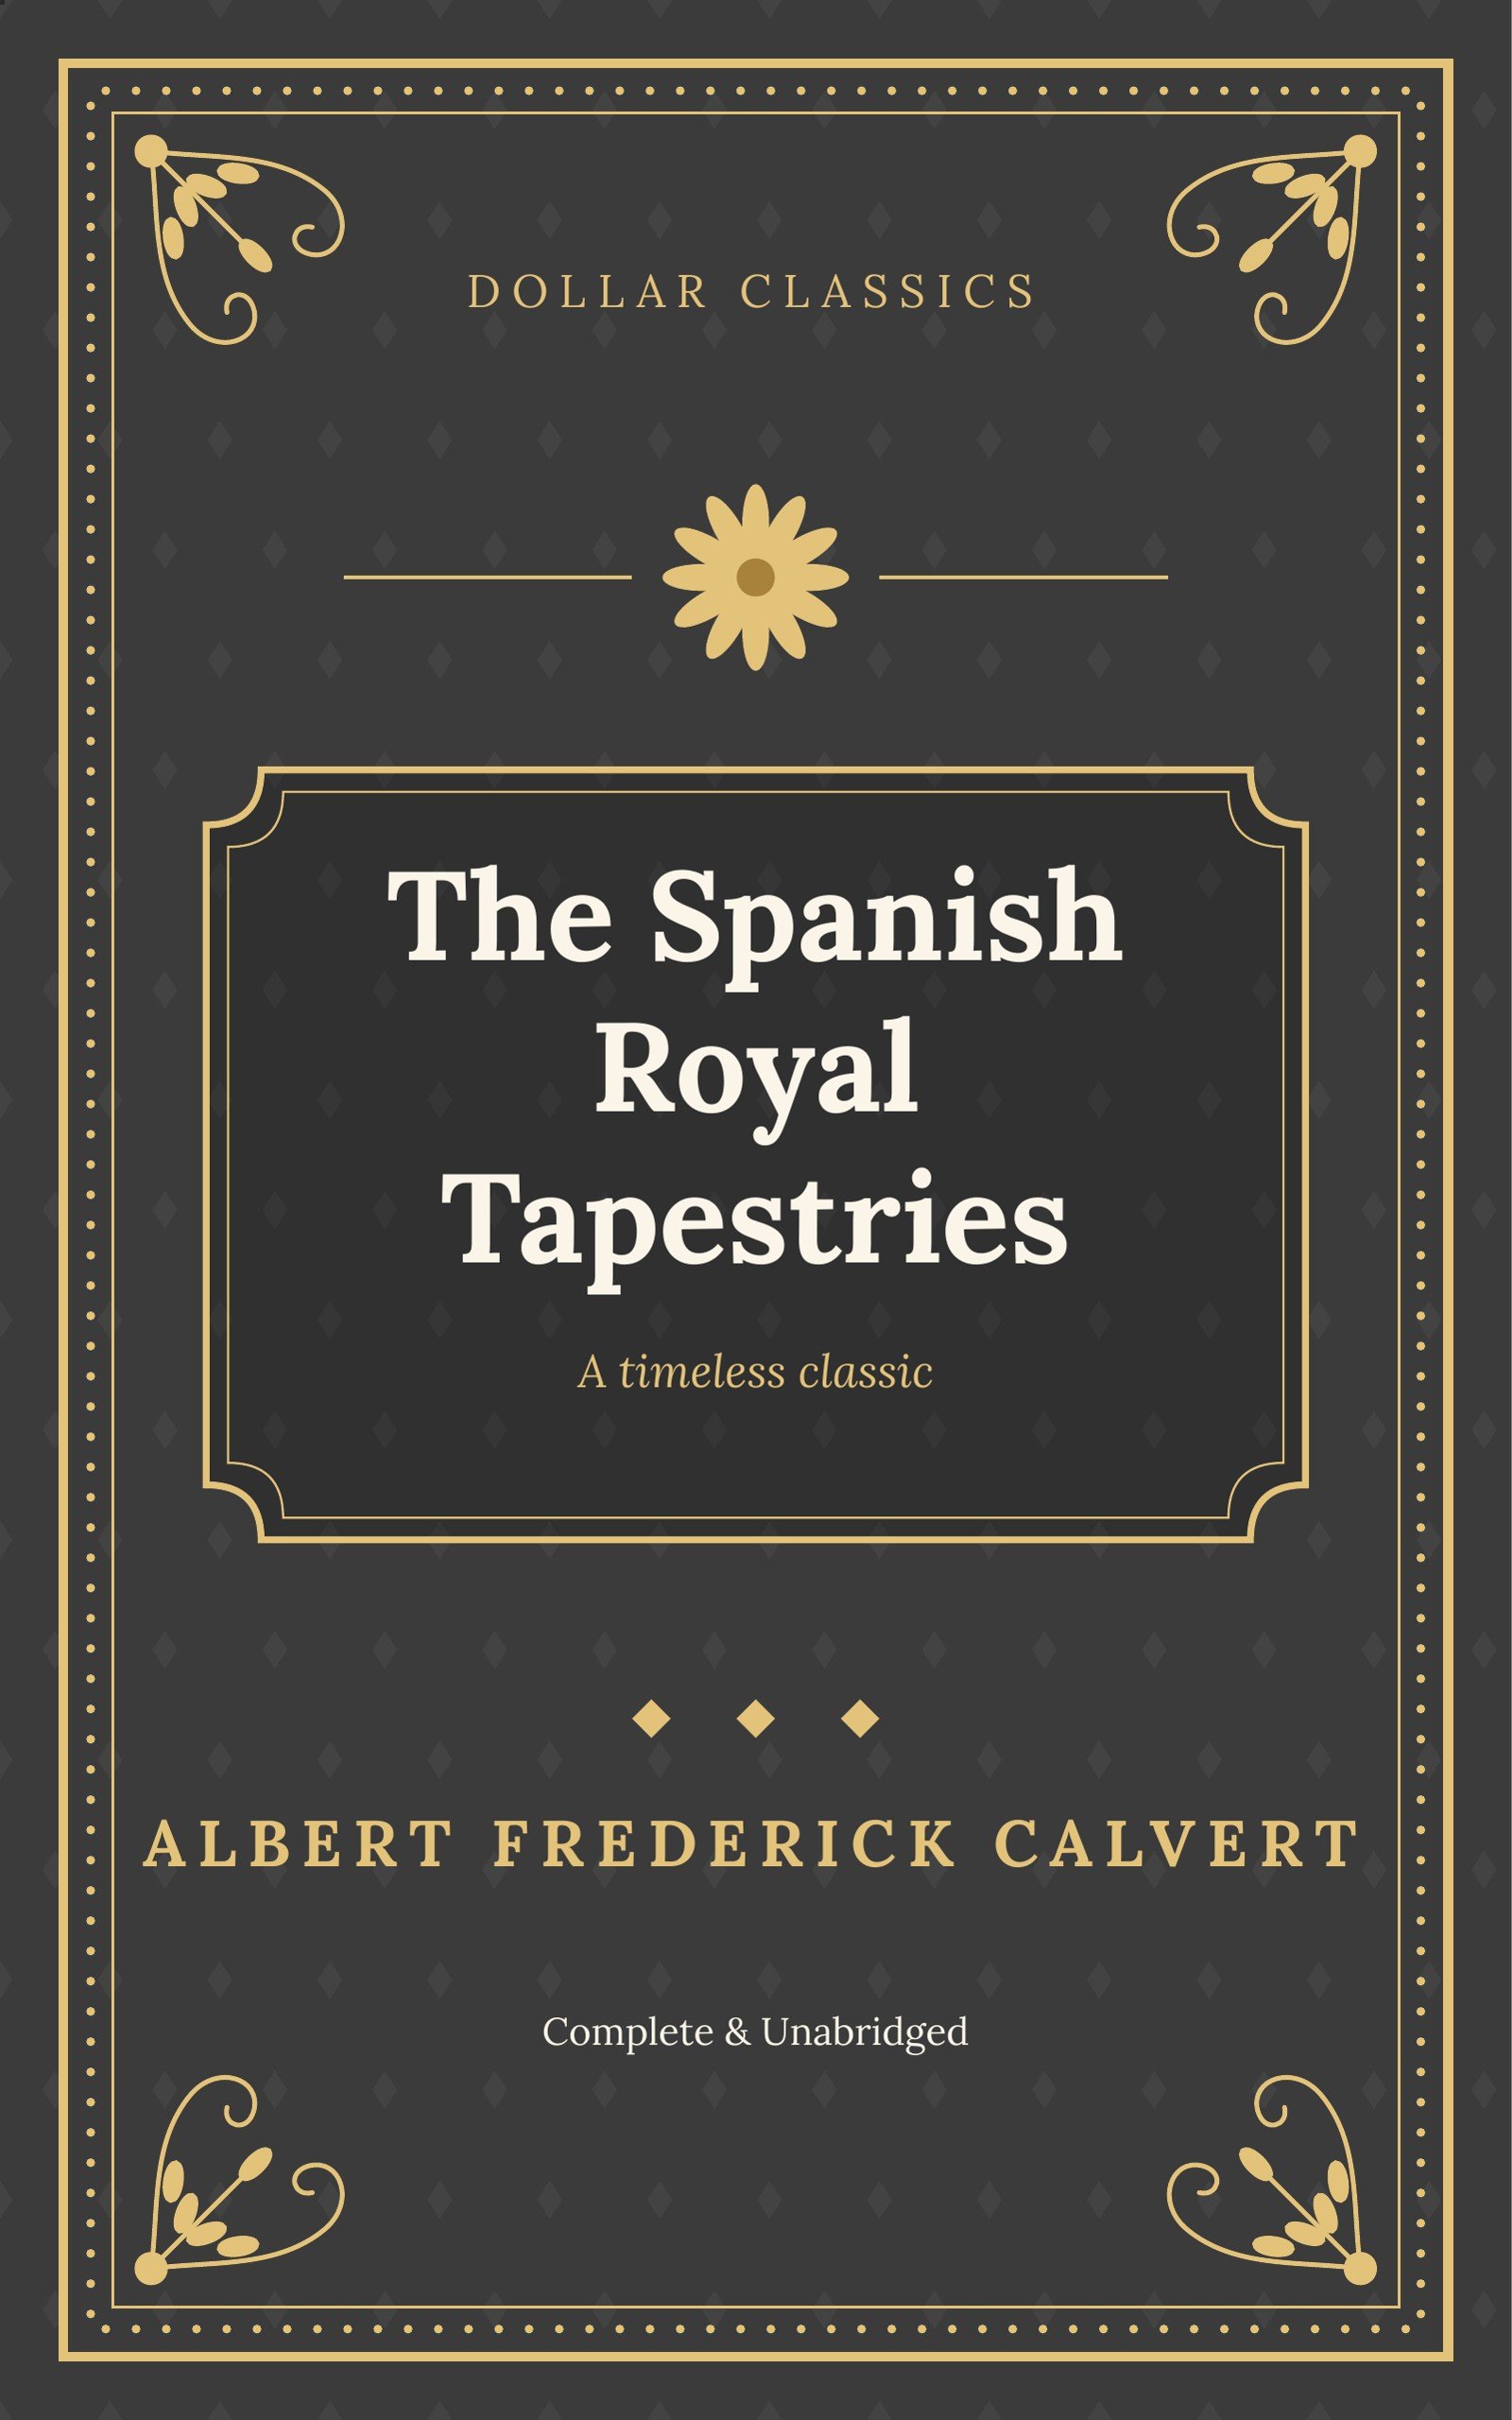 DOLLAR CLASSICS
The Spanish
Royal
Tapestries
A timeless classic
ALBERT FREDERICK CALVERT
Complete & Unabridged